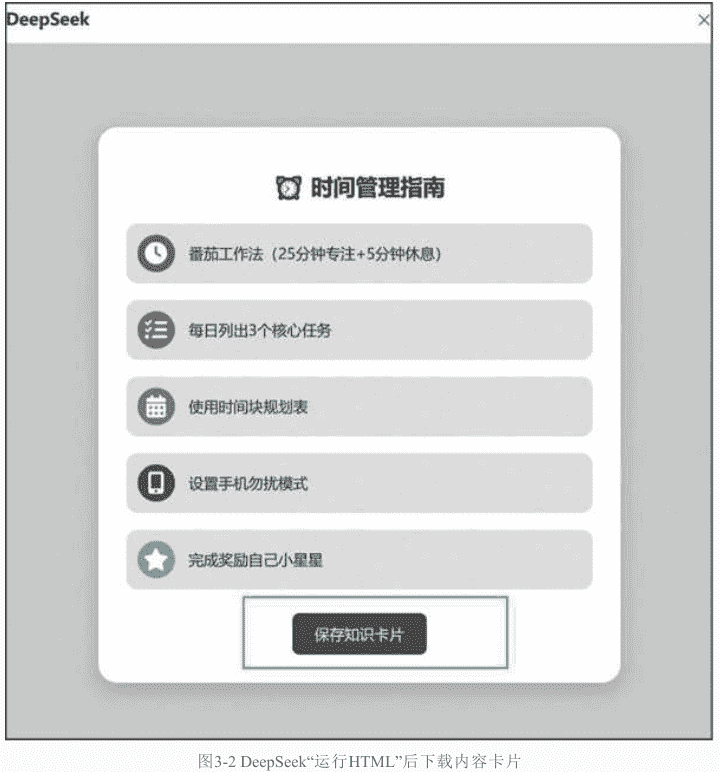 DeepSeek
时间管理指南
番茄工作法（25分钟专注+5分钟休息）
每日列出3个核心任务
使用时间块规划表
设置手机勿扰模式
完成奖励自己小星星
保存知识卡片
图3-2 DeepSeek“运行HTML”后下载内容卡片